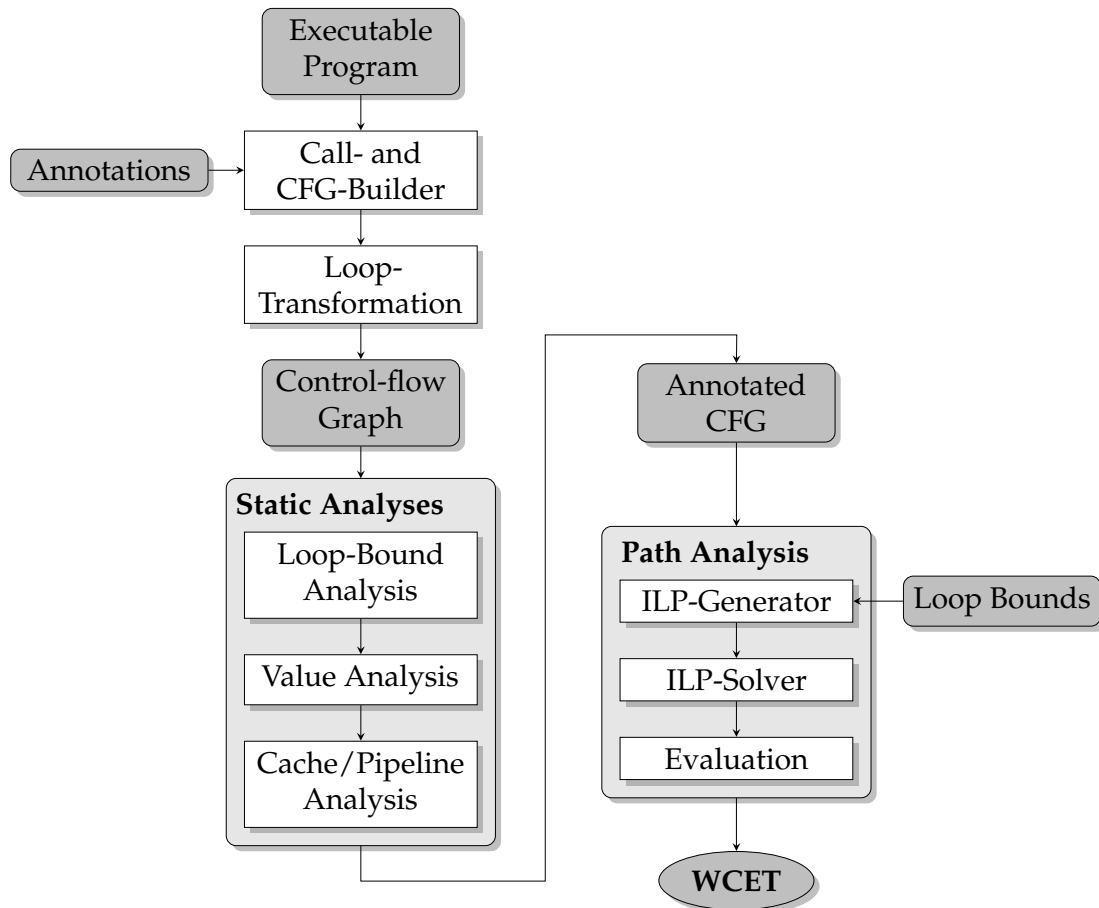 Executable
Program
Annotations
Call- and
CFG-Builder
Loop-
Transformation
Control-flow
Graph
Static Analyses
Loop-Bound
Analysis
Value Analysis
Cache/Pipeline
Analysis
Annotated
CFG
Path Analysis
ILP-Generator
Loop Bounds
ILP-Solver
Evaluation
WCET